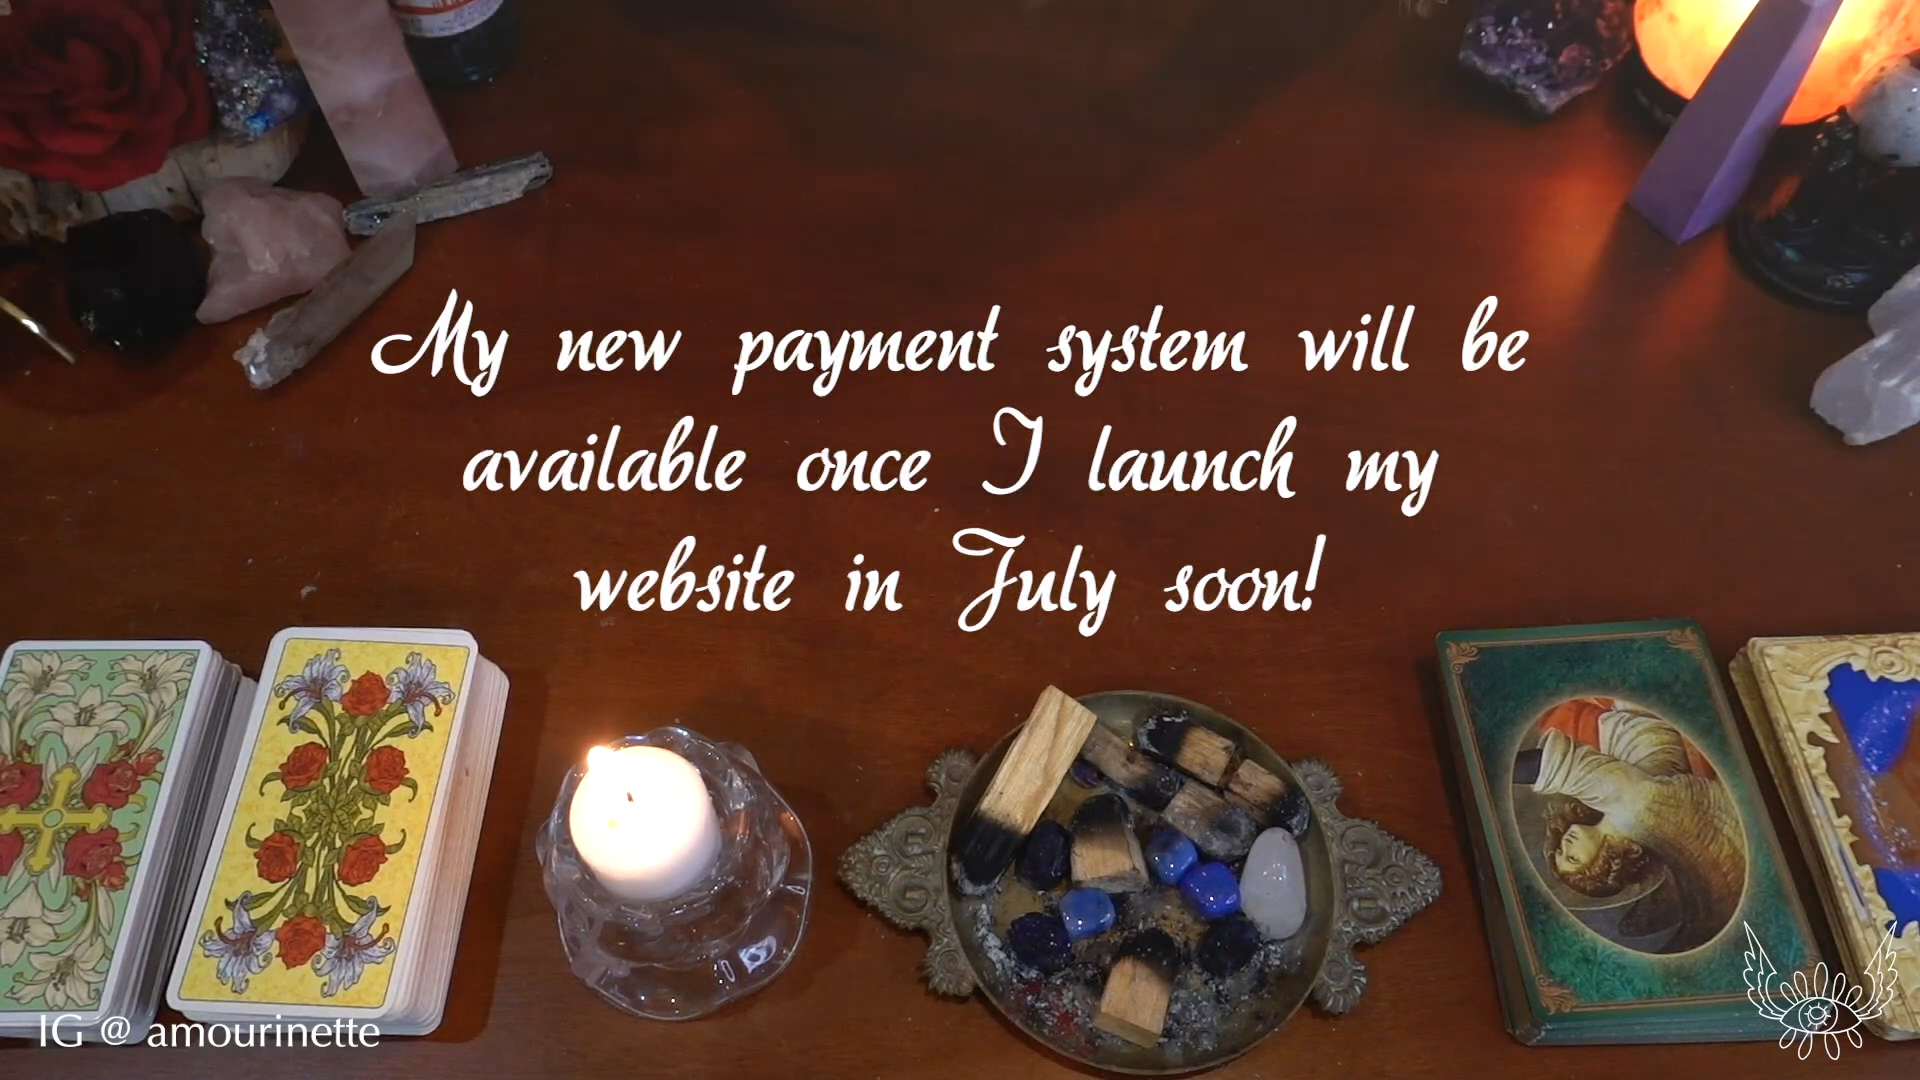 My new payment system will be
available once I launch my
website in July soon!
IG @ amourinette